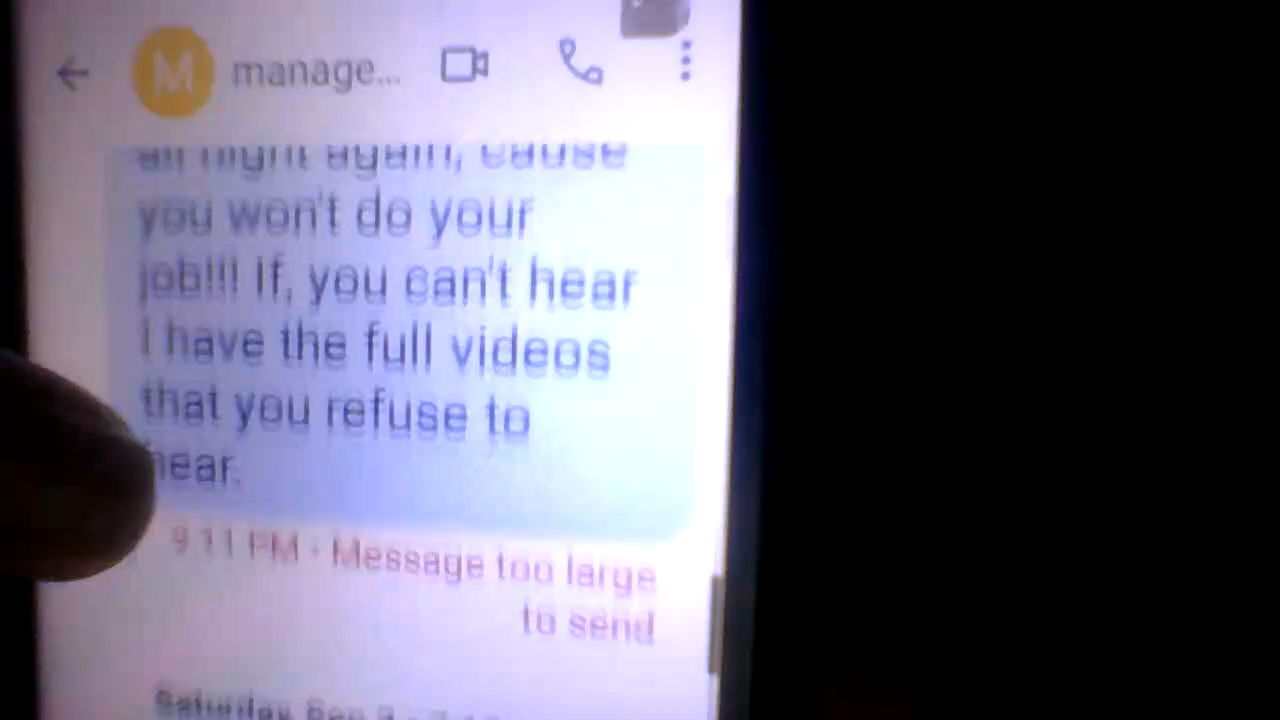 M manage...
all night again, cause
you won't do your
job!!! If, you can't hear
I have the full videos
that you refuse to
hear.
9:11 PM · Message too large
to send
Saturday, Sep